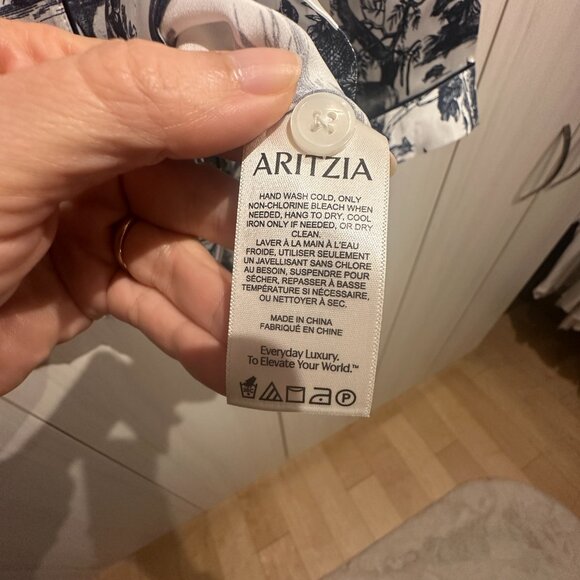 ARITZIA
HAND WASH COLD, ONLY
NON-CHLORINE BLEACH WHEN
NEEDED, HANG TO DRY. COOL
IRON ONLY IF NEEDED, OR DRY
CLEAN.
LAVER À LA MAIN À L'EAU
FROIDE, UTILISER SEULEMENT
UN JAVELLISANT SANS CHLORE
AU BESOIN, SUSPENDRE POUR
SÉCHER, REPASSER À BASSE
TEMPÉRATURE SI NÉCESSAIRE,
OU NETTOYER À SEC.
MADE IN CHINA
FABRIQUÉ EN CHINE
Everyday Luxury.
To Elevate Your World.™
P